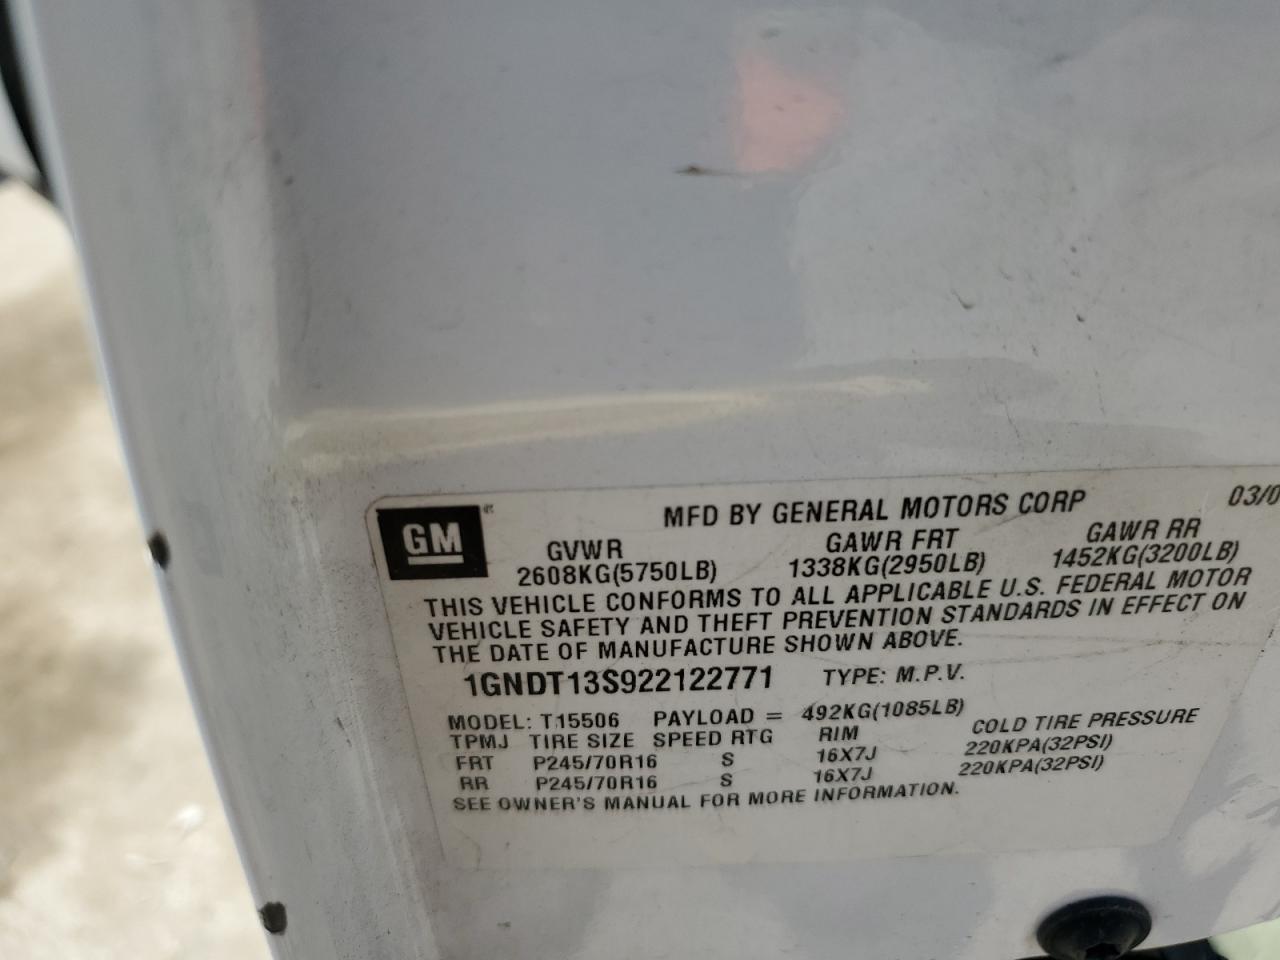 GM
MFD BY GENERAL MOTORS CORP 03/0
GVWR GAWR FRT GAWR RR
2608KG(5750LB) 1338KG(2950LB) 1452KG(3200LB)
THIS VEHICLE CONFORMS TO ALL APPLICABLE U.S. FEDERAL MOTOR
VEHICLE SAFETY AND THEFT PREVENTION STANDARDS IN EFFECT ON
THE DATE OF MANUFACTURE SHOWN ABOVE.
1GNDT13S922122771 TYPE: M.P.V.
MODEL: T15506 PAYLOAD = 492KG(1085LB)
TPMJ TIRE SIZE SPEED RTG RIM COLD TIRE PRESSURE
FRT P245/70R16 S 16X7J 220KPA(32PSI)
RR P245/70R16 S 16X7J 220KPA(32PSI)
SEE OWNER'S MANUAL FOR MORE INFORMATION.